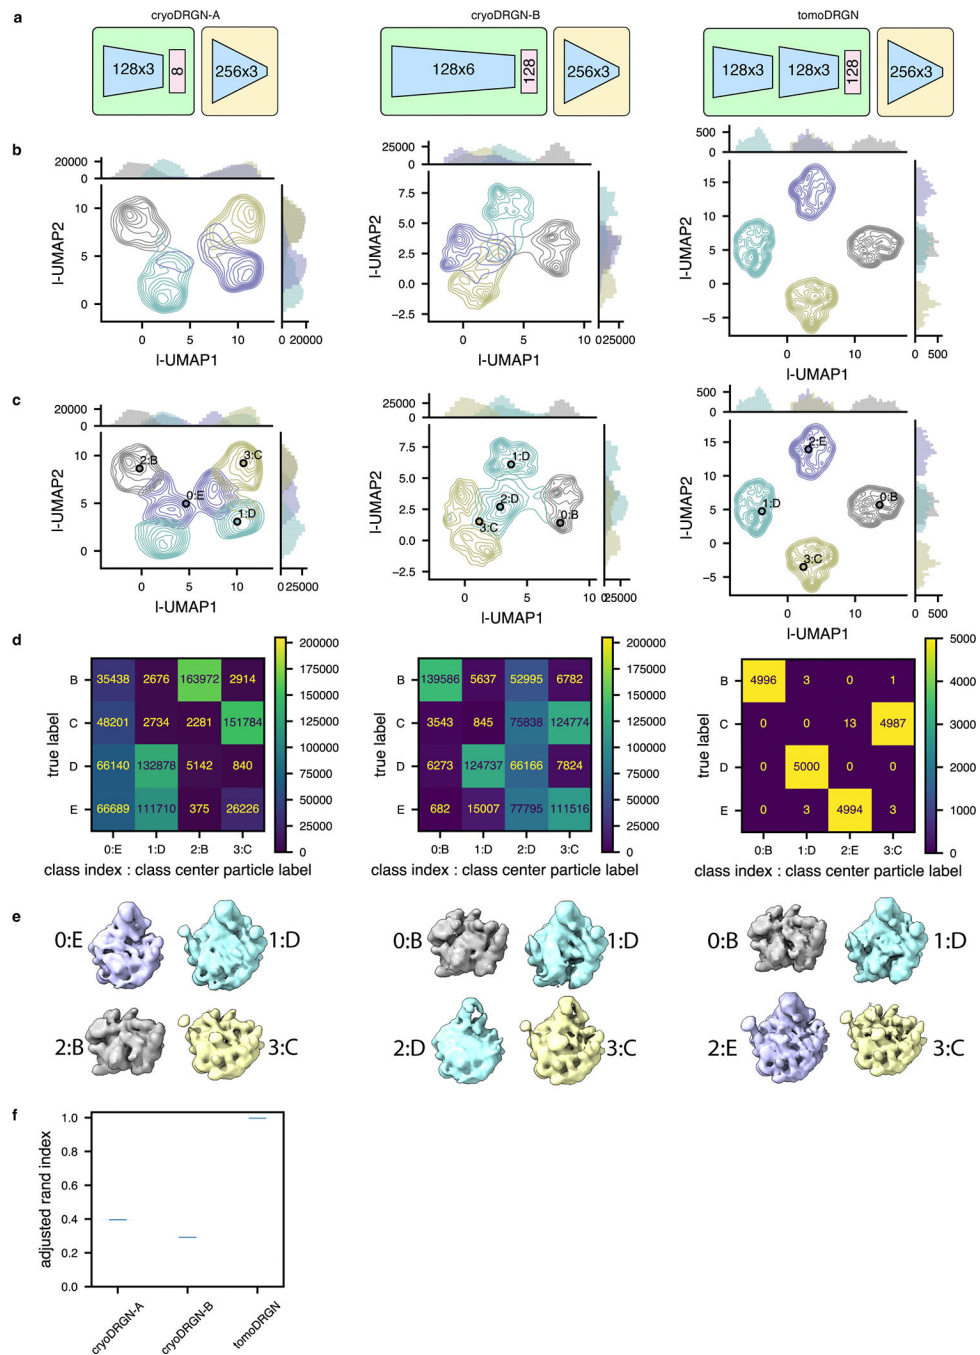 a
cryoDRGN-A
cryoDRGN-B
tomoDRGN
128x3
8
256x3
128x6
128
256x3
128x3
128x3
128
256x3
b
20000
0
10
5
0
l-UMAP2
0
5
10
0 20000
l-UMAP1
25000
0
7.5
5.0
2.5
0.0
−2.5
l-UMAP2
0
5
10
0 25000
l-UMAP1
500
0
15
10
5
0
−5
l-UMAP2
0
10
0 500
l-UMAP1
c
20000
0
10
5
0
l-UMAP2
2:B
3:C
0:E
1:D
0
5
10
0 25000
l-UMAP1
25000
0
7.5
5.0
2.5
0.0
−2.5
l-UMAP2
1:D
2:D
3:C
0:B
0
5
10
0 25000
l-UMAP1
500
0
15
10
5
0
−5
l-UMAP2
2:E
1:D
0:B
3:C
0
10
0 500
l-UMAP1
d
true label
B 35438 2676 163972 2914
C 48201 2734 2281 151784
D 66140 132878 5142 840
E 66689 111710 375 26226
0:E 1:D 2:B 3:C
class index : class center particle label
200000
175000
150000
125000
100000
75000
50000
25000
0
true label
B 139586 5637 52995 6782
C 3543 845 75838 124774
D 6273 124737 66166 7824
E 682 15007 77795 111516
0:B 1:D 2:D 3:C
class index : class center particle label
200000
175000
150000
125000
100000
75000
50000
25000
0
true label
B 4996 3 0 1
C 0 0 13 4987
D 0 5000 0 0
E 0 3 4994 3
0:B 1:D 2:E 3:C
class index : class center particle label
5000
4000
3000
2000
1000
0
e
0:E
1:D
2:B
3:C
0:B
1:D
2:D
3:C
0:B
1:D
2:E
3:C
f
adjusted rand index
1.0
0.8
0.6
0.4
0.2
0.0
cryoDRGN-A
cryoDRGN-B
tomoDRGN